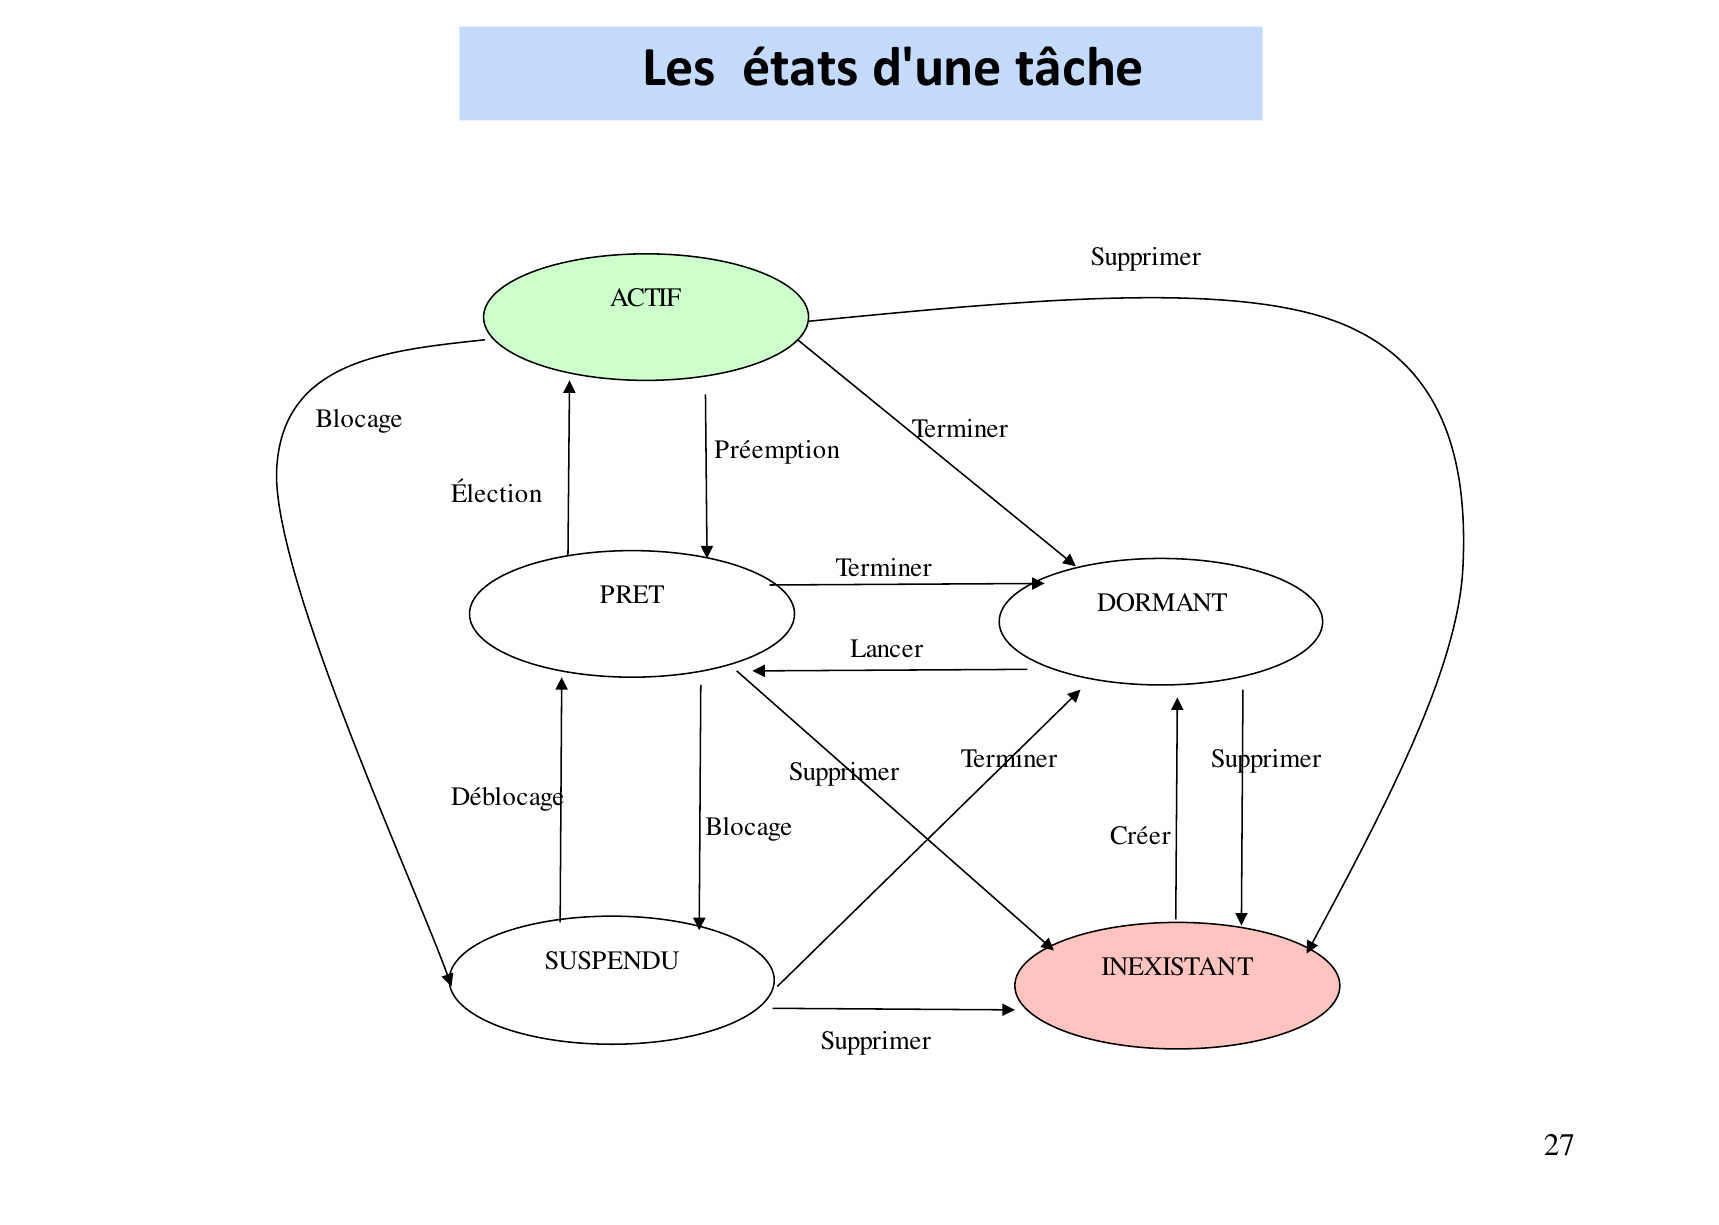 Les  états d'une tâche
Supprimer
ACTIF
Blocage
Terminer
Préemption
Élection
Terminer
PRET
DORMANT
Lancer
Supprimer
Terminer
Supprimer
Déblocage
Blocage
Créer
SUSPENDU
INEXISTANT
Supprimer
27